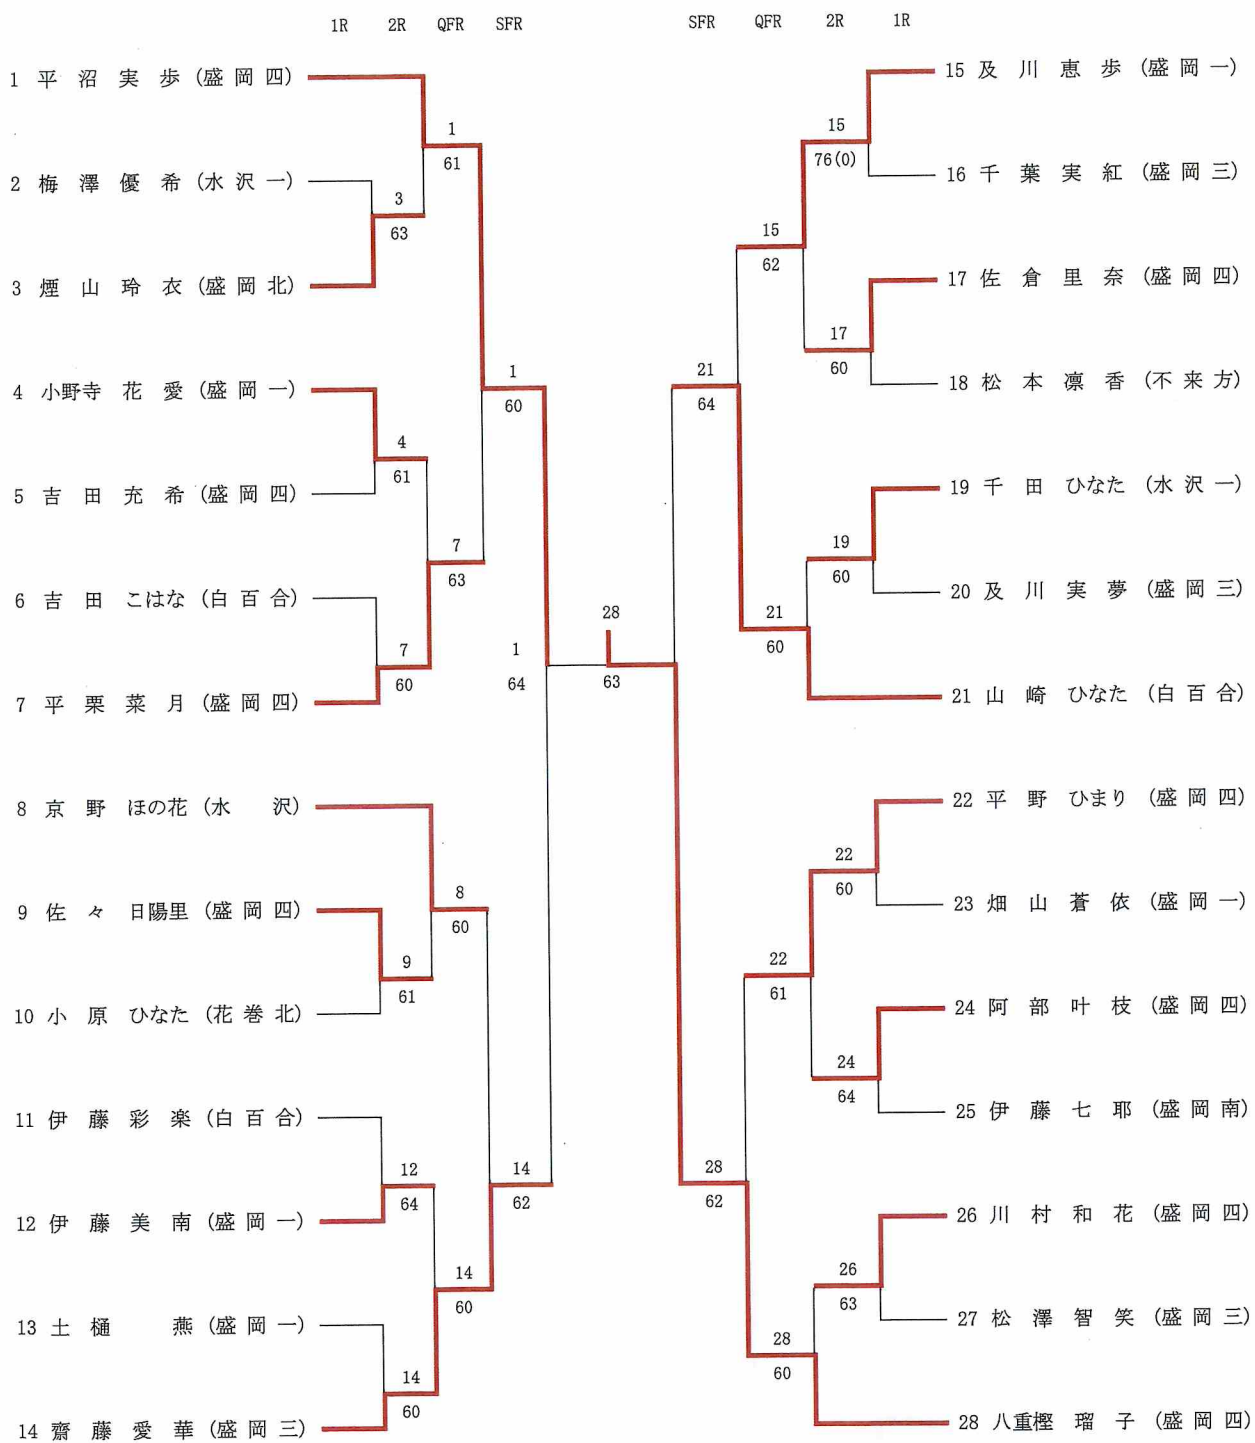 1R 2R QFR SFR
1 平沼実歩 (盛岡四)
1
61
2 梅澤優希 (水沢一)
3
63
3 煙山玲衣 (盛岡北)
1
60
4 小野寺花愛 (盛岡一)
4
61
5 吉田充希 (盛岡四)
7
63
6 吉田こはな (白百合)
7
60
7 平栗菜月 (盛岡四)
1
64
8 京野ほの花 (水沢)
8
60
9 佐々日陽里 (盛岡四)
9
61
10 小原ひなた (花巻北)
11 伊藤彩楽 (白百合)
12
64
12 伊藤美南 (盛岡一)
14
62
14
60
13 土樋燕 (盛岡一)
14
60
14 齋藤愛華 (盛岡三)
28
63
SFR QFR 2R 1R
15 及川恵歩 (盛岡一)
15
76(0)
16 千葉実紅 (盛岡三)
15
62
17 佐倉里奈 (盛岡四)
17
60
18 松本凛香 (不来方)
21
64
19 千田ひなた (水沢一)
19
60
20 及川実夢 (盛岡三)
21
60
21 山崎ひなた (白百合)
22 平野ひまり (盛岡四)
22
60
23 畑山蒼依 (盛岡一)
22
61
24 阿部叶枝 (盛岡四)
24
64
25 伊藤七耶 (盛岡南)
28
62
26 川村和花 (盛岡四)
26
63
27 松澤智笑 (盛岡三)
28
60
28 八重樫瑠子 (盛岡四)